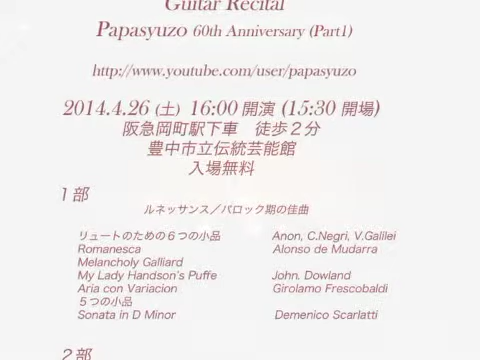 Guitar Recital
Papasyuzo 60th Anniversary (Part1)
http://www.youtube.com/user/papasyuzo
2014.4.26 (土) 16:00 開演 (15:30 開場)
阪急岡町駅下車 徒歩２分
豊中市立伝統芸能館
入場無料
１部
ルネッサンス／バロック期の佳曲
リュートのための６つの小品 Anon, C.Negri, V.Galilei
Romanesca Alonso de Mudarra
Melancholy Galliard
My Lady Handson's Puffe John. Dowland
Aria con Variacion Girolamo Frescobaldi
５つの小品
Sonata in D Minor Demenico Scarlatti
２部